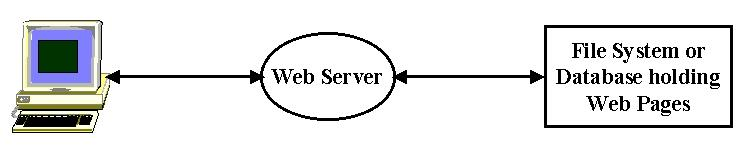 Web Server
File System or
Database holding
Web Pages